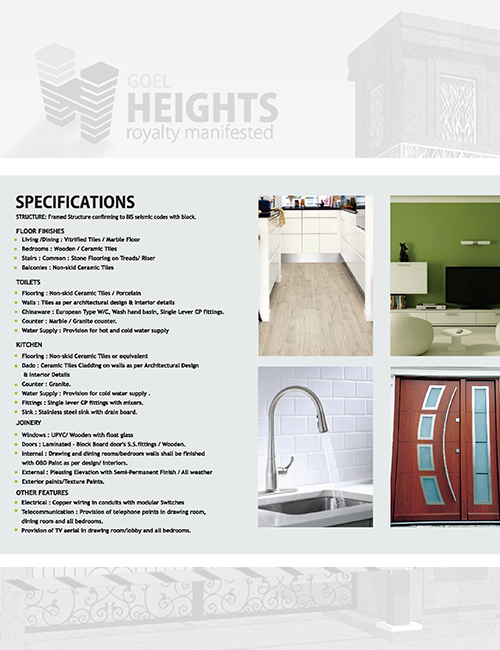 GOEL
HEIGHTS
royalty manifested
SPECIFICATIONS
STRUCTURE: Framed Structure confirming to BIS seismic codes with block.
FLOOR FINISHES
Living /Dining : Vitrified Tiles / Marble Floor
Bedrooms : Wooden / Ceramic Tiles
Stairs : Common : Stone Flooring on Treads/ Riser
Balconies : Non-skid Ceramic Tiles
TOILETS
Flooring : Non-skid Ceramic Tiles / Porcelain
Walls : Tiles as per architectural design & interior details
Chinaware : European Type W/C, Wash hand basin, Single Lever CP fittings.
Counter : Marble / Granite counter.
Water Supply : Provision for hot and cold water supply
KITCHEN
Flooring : Non-skid Ceramic Tiles or equivalent
Dado : Ceramic Tiles Cladding on walls as per Architectural Design
& Interior Details
Counter : Granite.
Water Supply : Provision for cold water supply .
Fittings : Single lever CP fittings with mixers.
Sink : Stainless steel sink with drain board.
JOINERY
Windows : UPVC/ Wooden with float glass
Doors : Laminated - Block Board door's S.S.fittings / Wooden.
Internal : Drawing and dining rooms/bedroom walls shall be finished
with OBD Paint as per design/ interiors.
External : Pleasing Elevation with Semi-Permanent Finish / All weather
Exterior paints/Texture Paints.
OTHER FEATURES
Electrical : Copper wiring in conduits with modular Switches
Telecommunication : Provision of telephone points in drawing room,
dining room and all bedrooms.
Provision of TV aerial in drawing room/lobby and all bedrooms.